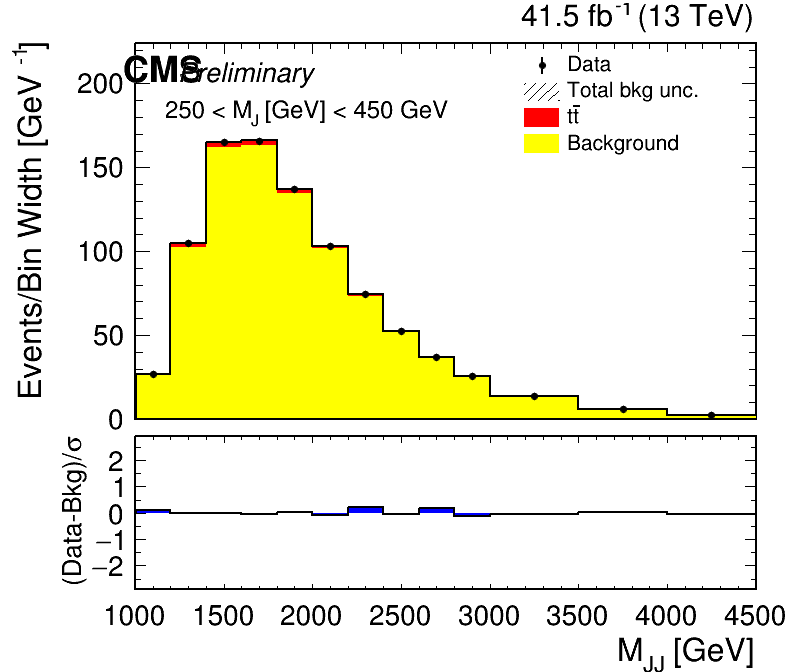 41.5 fb⁻¹ (13 TeV)
CMS Preliminary
250 < M_J [GeV] < 450 GeV
Data
Total bkg unc.
tt̄
Background
Events/Bin Width [GeV⁻¹]
200
150
100
50
0
(Data-Bkg)/σ
2
1
0
−1
−2
1000 1500 2000 2500 3000 3500 4000 4500
M_JJ [GeV]